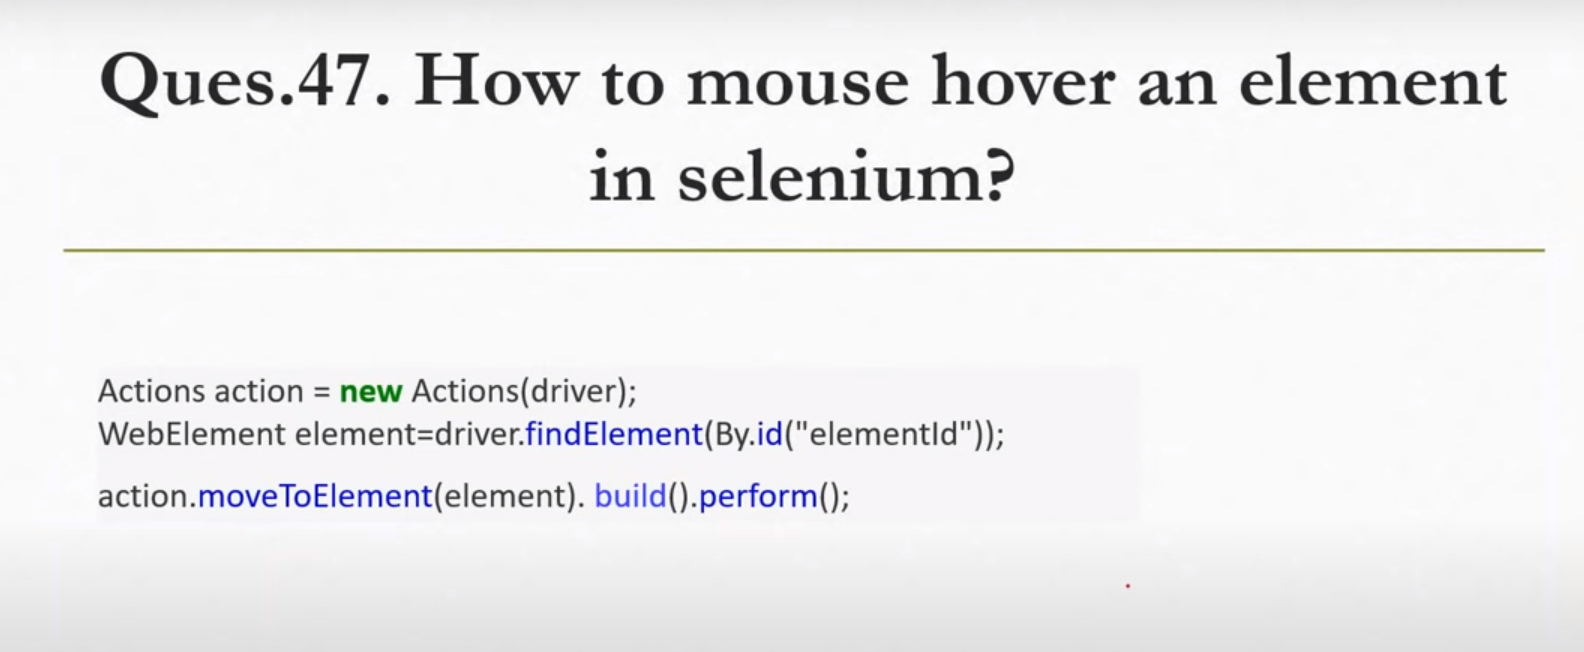 Ques.47. How to mouse hover an element
in selenium?
Actions action = new Actions(driver);
WebElement element=driver.findElement(By.id("elementId"));
action.moveToElement(element). build().perform();